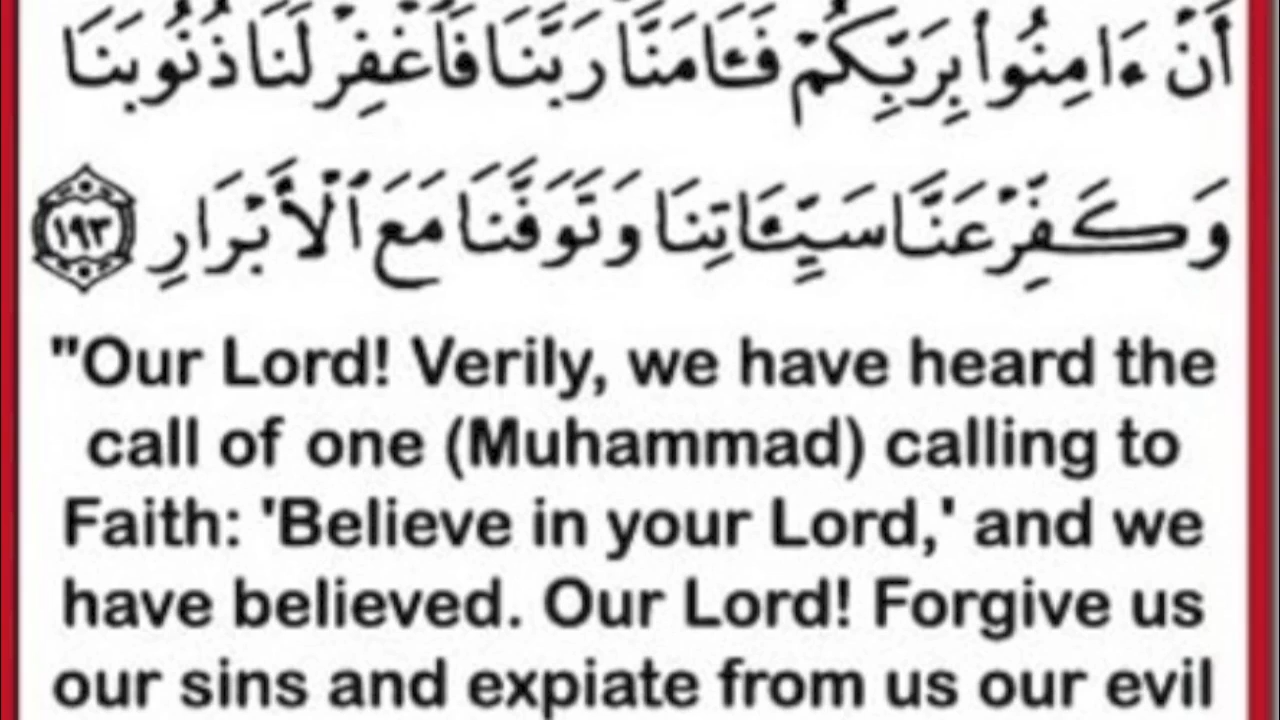 أَنْ ءَامِنُوا۟ بِرَبِّكُمْ فَـَٔامَنَّا رَبَّنَا فَٱغْفِرْ لَنَا ذُنُوبَنَا
وَكَفِّرْ عَنَّا سَيِّـَٔاتِنَا وَتَوَفَّنَا مَعَ ٱلْأَبْرَارِ ١٩٣
"Our Lord! Verily, we have heard the
call of one (Muhammad) calling to
Faith: 'Believe in your Lord,' and we
have believed. Our Lord! Forgive us
our sins and expiate from us our evil